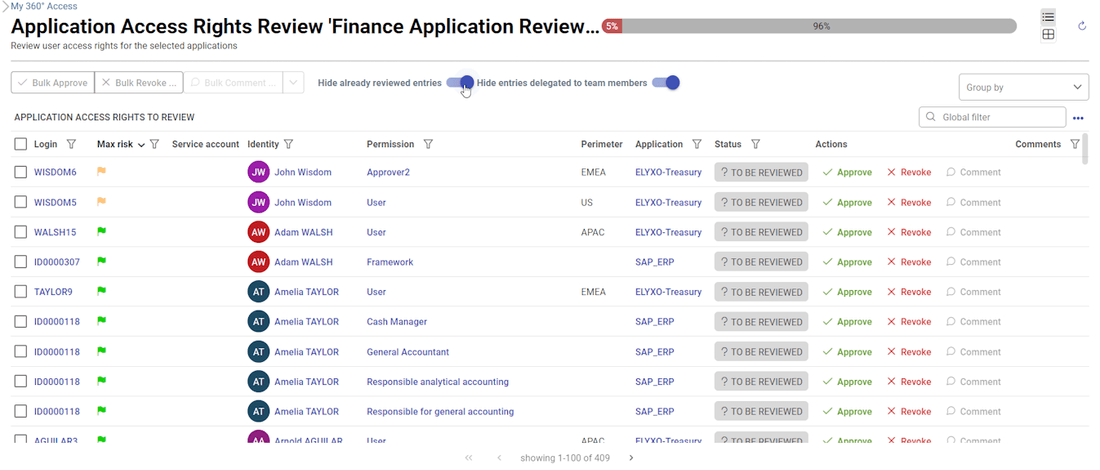 My 360° Access
Application Access Rights Review 'Finance Application Review... 5% 96%
Review user access rights for the selected applications
Bulk Approve Bulk Revoke ... Bulk Comment ... Hide already reviewed entries Hide entries delegated to team members Group by
APPLICATION ACCESS RIGHTS TO REVIEW Global filter
Login Max risk Service account Identity Permission Perimeter Application Status Actions Comments
WISDOM6 JW John Wisdom Approver2 EMEA ELYXO-Treasury ? TO BE REVIEWED Approve Revoke Comment
WISDOM5 JW John Wisdom User US ELYXO-Treasury ? TO BE REVIEWED Approve Revoke Comment
WALSH15 AW Adam WALSH User APAC ELYXO-Treasury ? TO BE REVIEWED Approve Revoke Comment
ID0000307 AW Adam WALSH Framework SAP_ERP ? TO BE REVIEWED Approve Revoke Comment
TAYLOR9 AT Amelia TAYLOR User EMEA ELYXO-Treasury ? TO BE REVIEWED Approve Revoke Comment
ID0000118 AT Amelia TAYLOR Cash Manager SAP_ERP ? TO BE REVIEWED Approve Revoke Comment
ID0000118 AT Amelia TAYLOR General Accountant SAP_ERP ? TO BE REVIEWED Approve Revoke Comment
ID0000118 AT Amelia TAYLOR Responsible analytical accounting SAP_ERP ? TO BE REVIEWED Approve Revoke Comment
ID0000118 AT Amelia TAYLOR Responsible for general accounting SAP_ERP ? TO BE REVIEWED Approve Revoke Comment
AGUILAR3 AA Arnold AGUILAR User APAC ELYXO-Treasury ? TO BE REVIEWED Approve Revoke Comment
showing 1-100 of 409